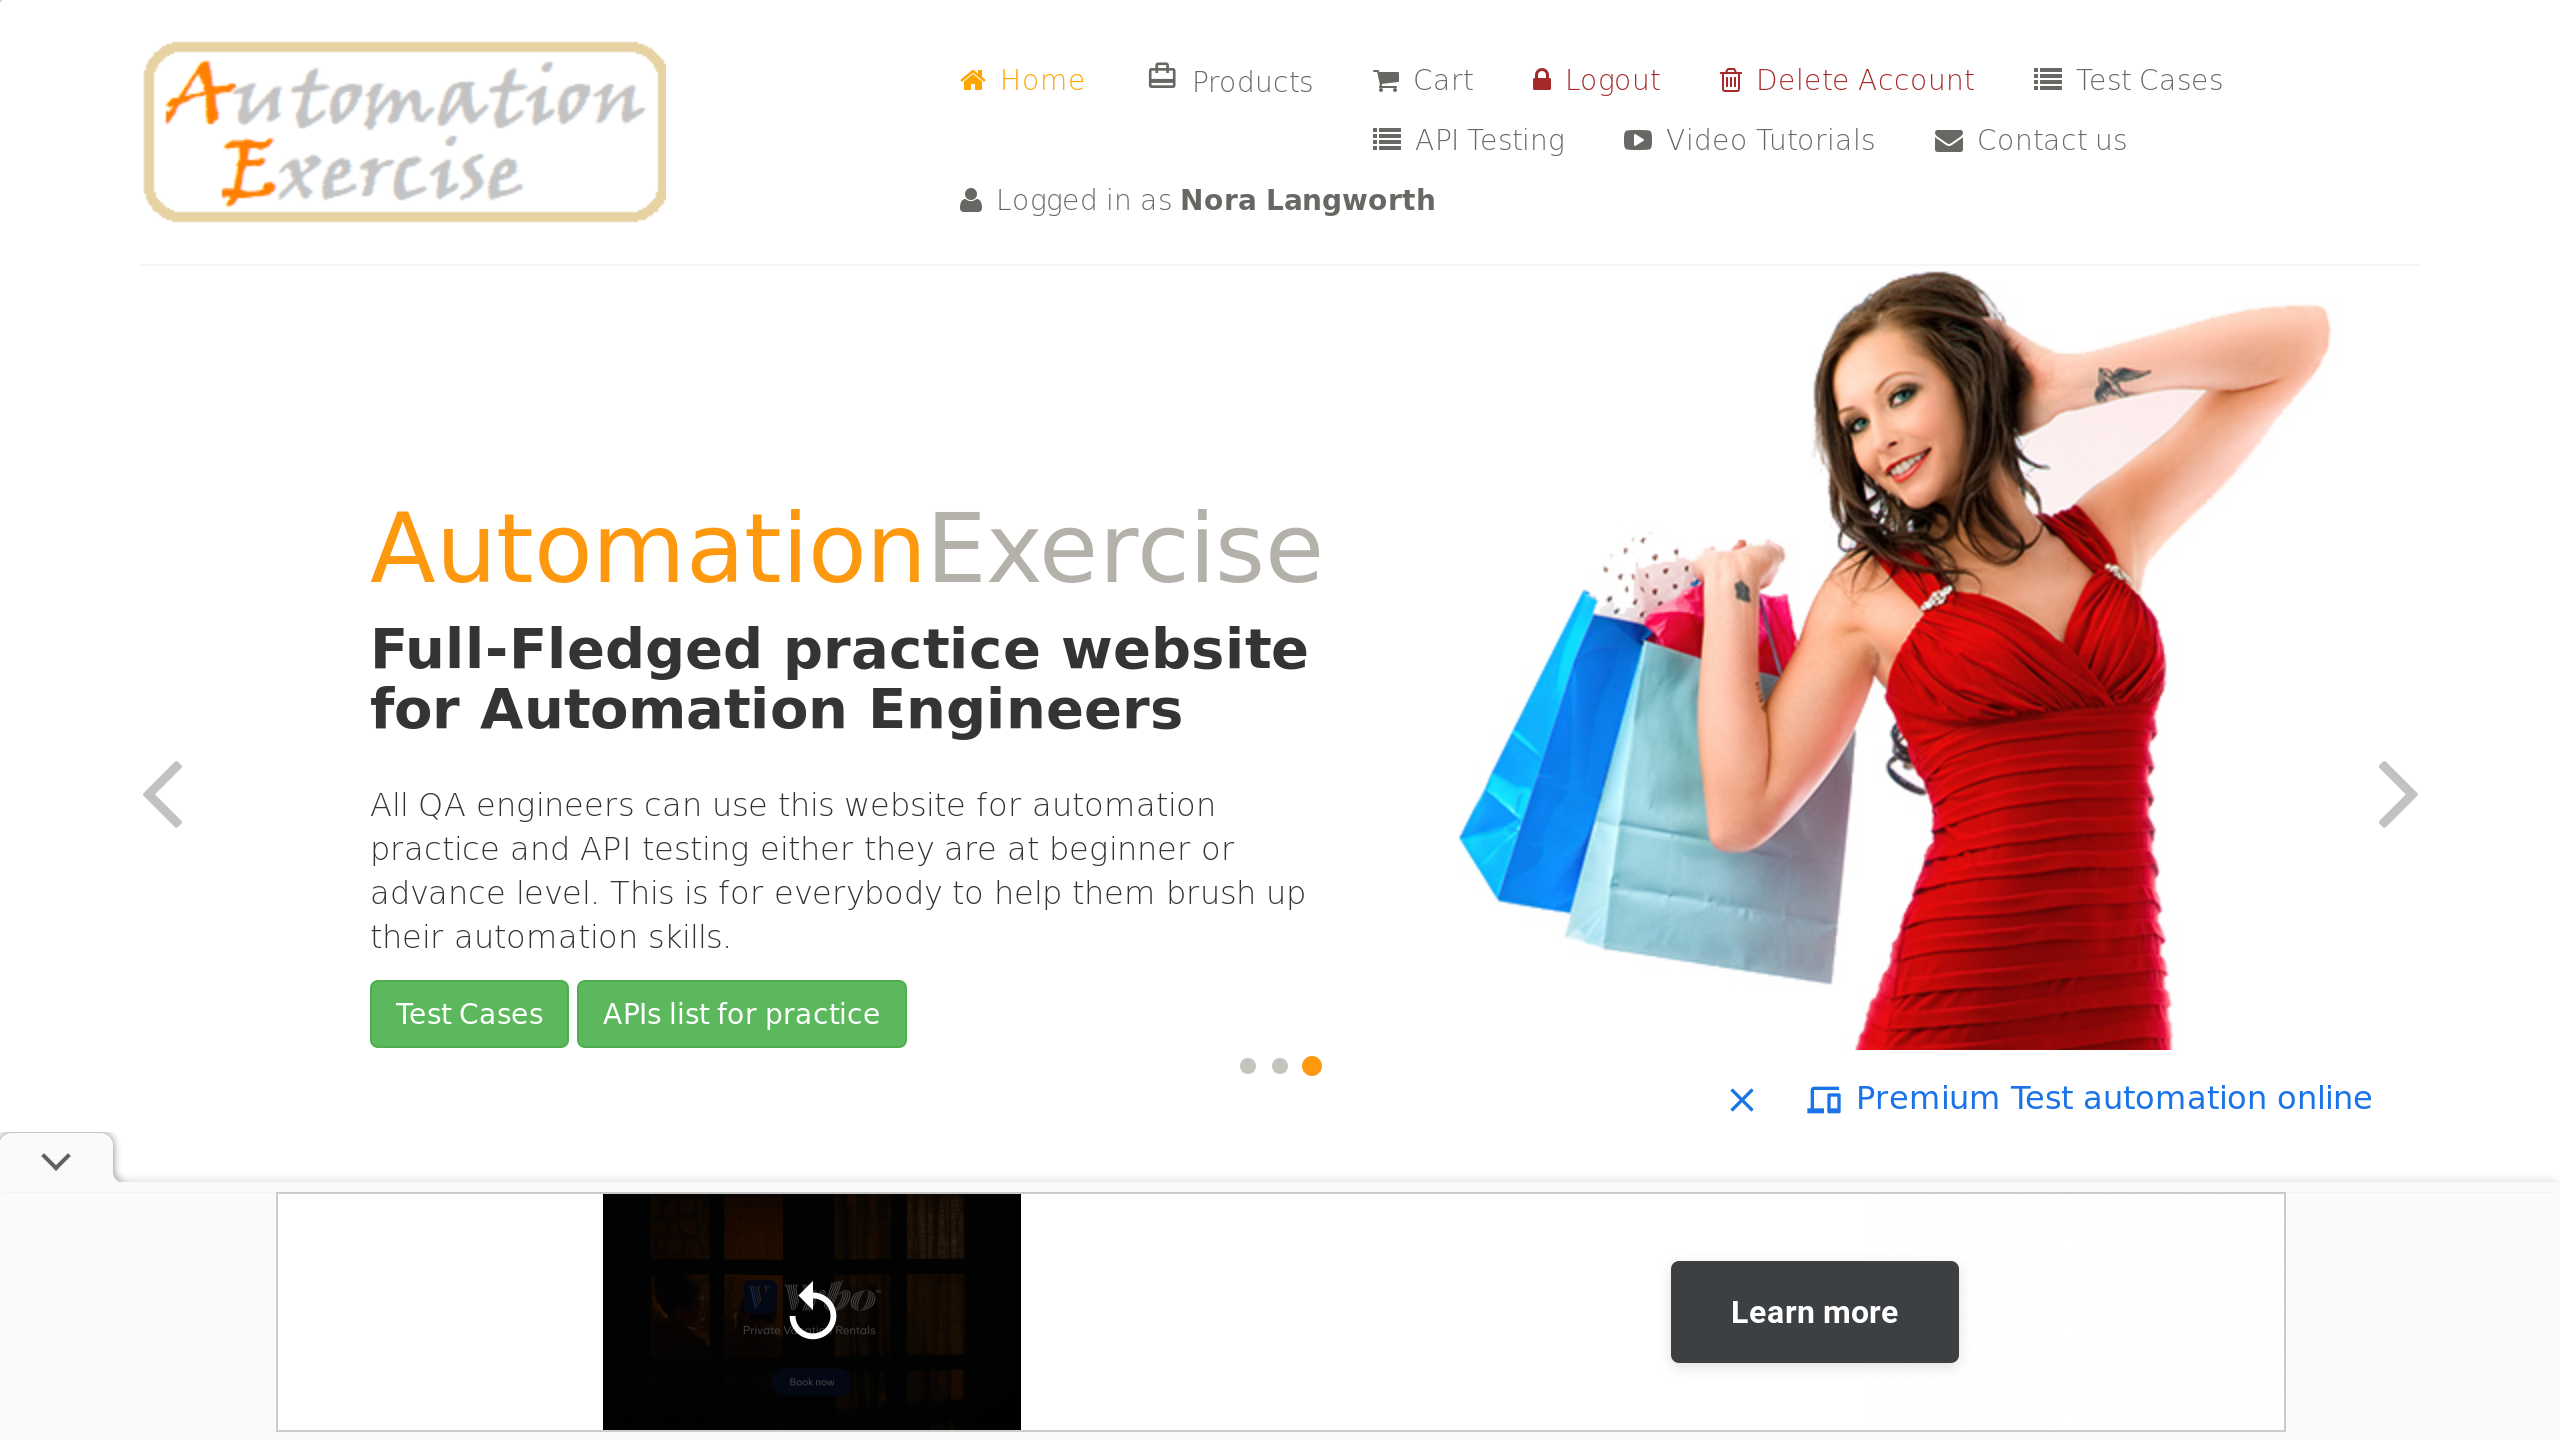 Automation
Exercise
Home Products Cart Logout Delete Account Test Cases
API Testing Video Tutorials Contact us
Logged in as Nora Langworth
AutomationExercise
Full-Fledged practice website
for Automation Engineers
All QA engineers can use this website for automation
practice and API testing either they are at beginner or
advance level. This is for everybody to help them brush up
their automation skills.
Test Cases APIs list for practice
Premium Test automation online
Vrbo
Private Vacation Rentals
Book now
Learn more